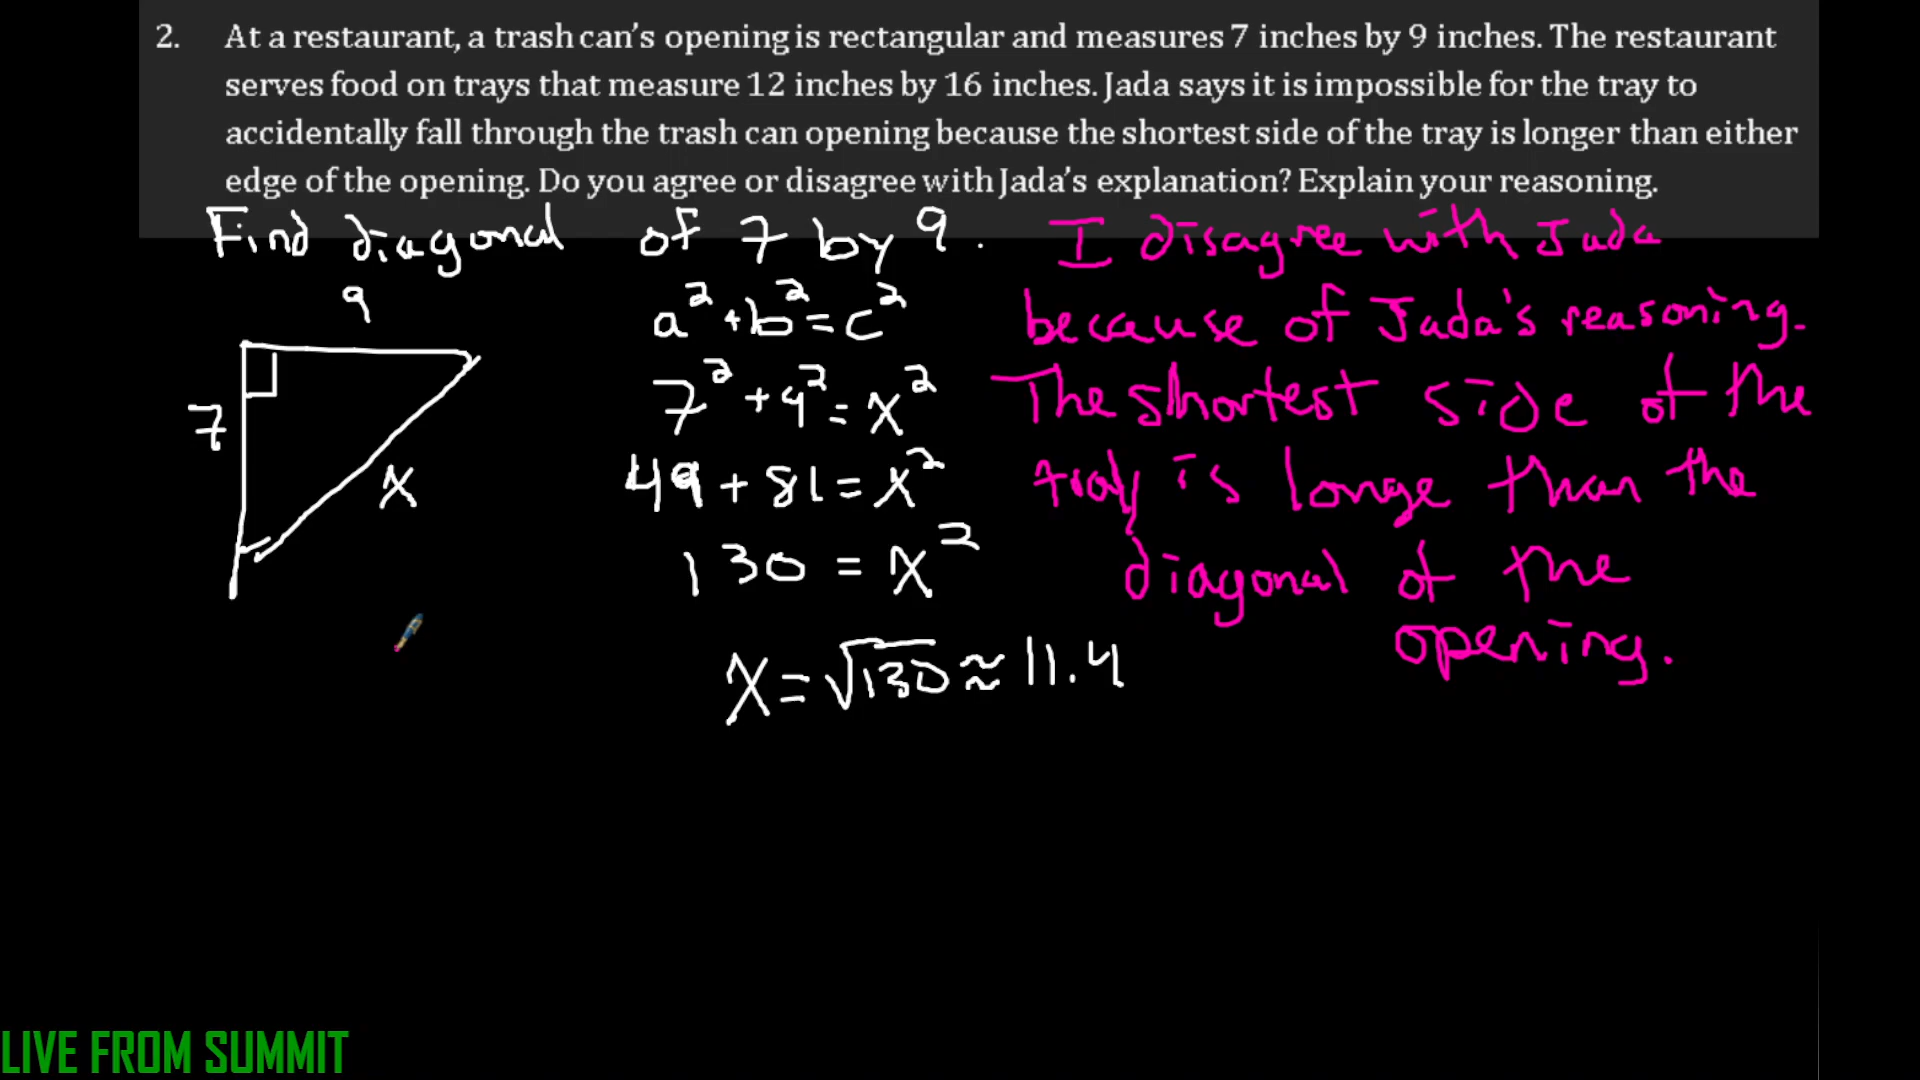 2. At a restaurant, a trash can's opening is rectangular and measures 7 inches by 9 inches. The restaurant
serves food on trays that measure 12 inches by 16 inches. Jada says it is impossible for the tray to
accidentally fall through the trash can opening because the shortest side of the tray is longer than either
edge of the opening. Do you agree or disagree with Jada's explanation? Explain your reasoning.
Find diagonal of 7 by 9.
9
7
x
a²+b²=c²
7²+9²=x²
49+81=x²
130=x²
x=√130≈11.4
I disagree with Jada
because of Jada's reasoning.
The shortest side of the
tray is longe than the
diagonal of the
opening.
LIVE FROM SUMMIT